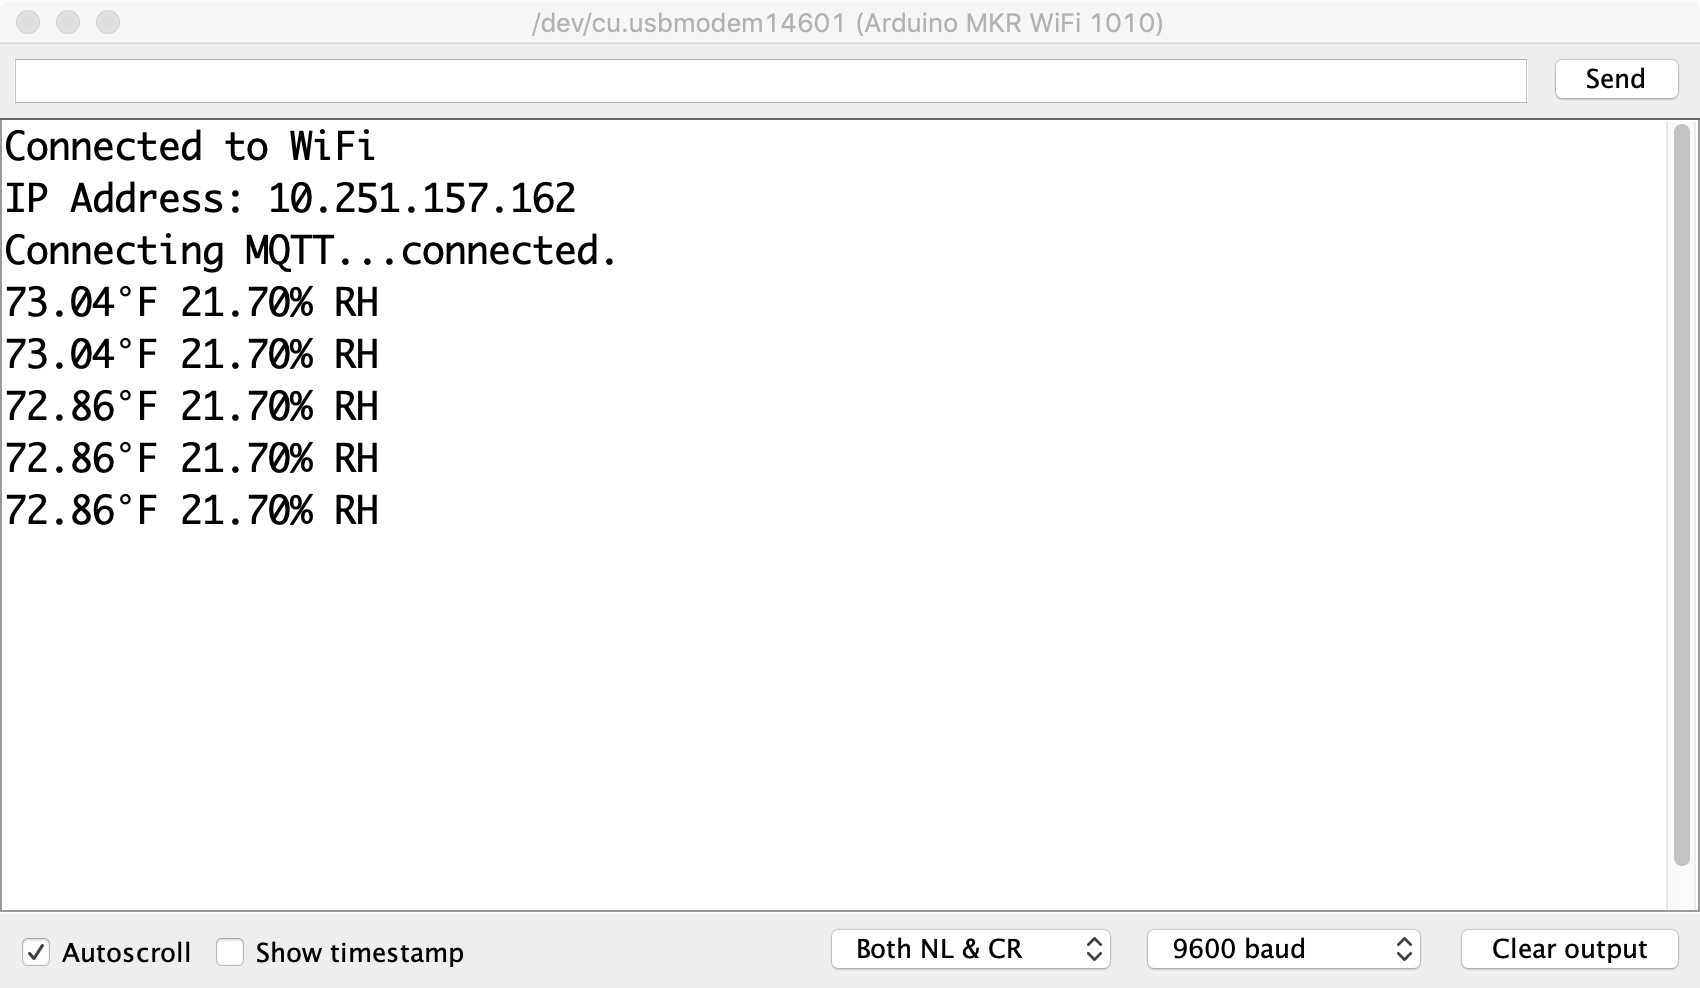 /dev/cu.usbmodem14601 (Arduino MKR WiFi 1010)
Send
Connected to WiFi
IP Address: 10.251.157.162
Connecting MQTT...connected.
73.04°F 21.70% RH
73.04°F 21.70% RH
72.86°F 21.70% RH
72.86°F 21.70% RH
72.86°F 21.70% RH
Autoscroll Show timestamp Both NL & CR 9600 baud Clear output